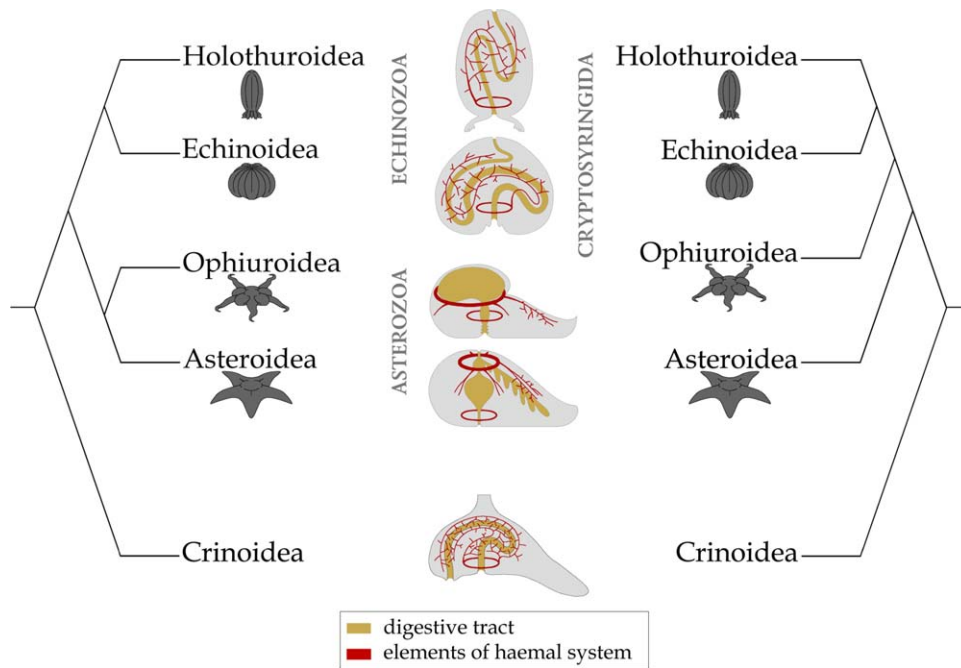 Holothuroidea
Echinoidea
Ophiuroidea
Asteroidea
Crinoidea
ECHINOZOA
ASTEROZOA
CRYPTOSYRINGIDA
Holothuroidea
Echinoidea
Ophiuroidea
Asteroidea
Crinoidea
digestive tract
elements of haemal system